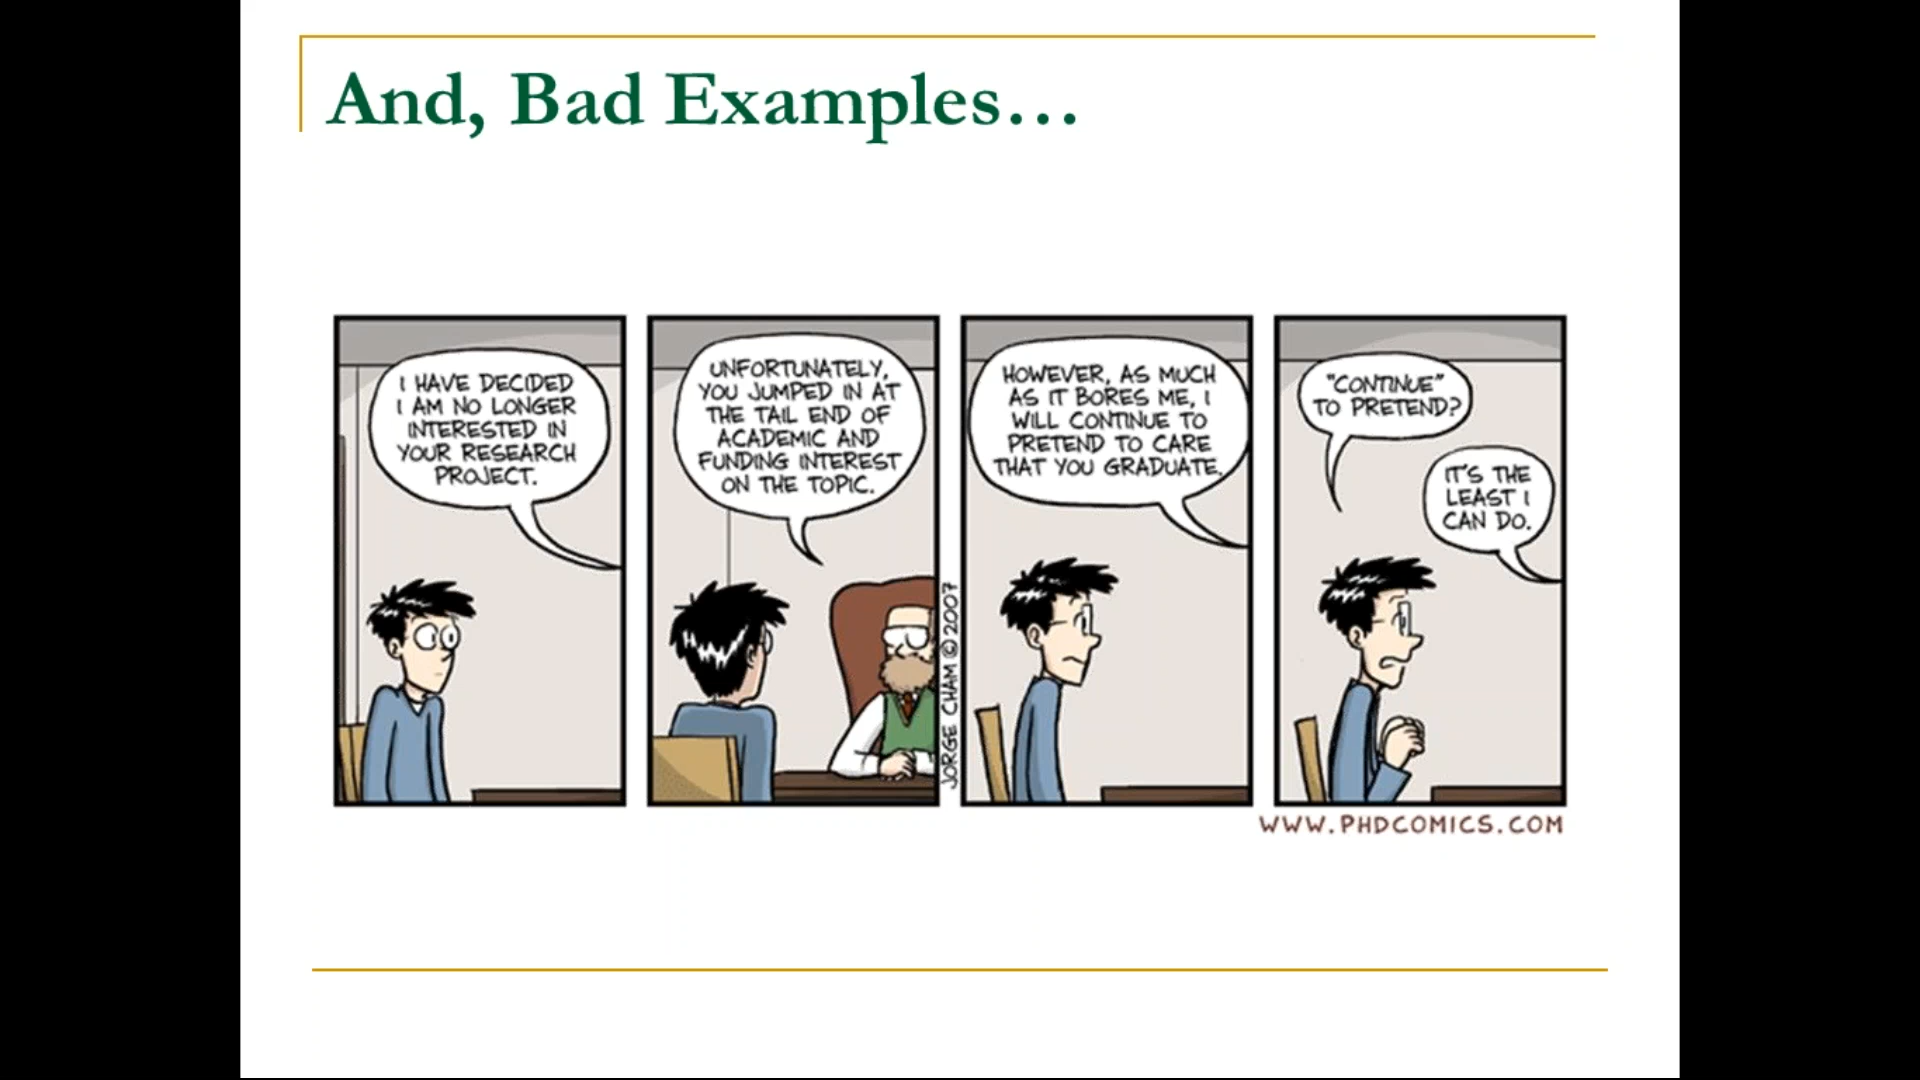 And, Bad Examples…
I HAVE DECIDED
I AM NO LONGER
INTERESTED IN
YOUR RESEARCH
PROJECT.
UNFORTUNATELY,
YOU JUMPED IN AT
THE TAIL END OF
ACADEMIC AND
FUNDING INTEREST
ON THE TOPIC.
JORGE CHAM © 2007
HOWEVER, AS MUCH
AS IT BORES ME, I
WILL CONTINUE TO
PRETEND TO CARE
THAT YOU GRADUATE.
"CONTINUE"
TO PRETEND?
IT'S THE
LEAST I
CAN DO.
WWW.PHDCOMICS.COM